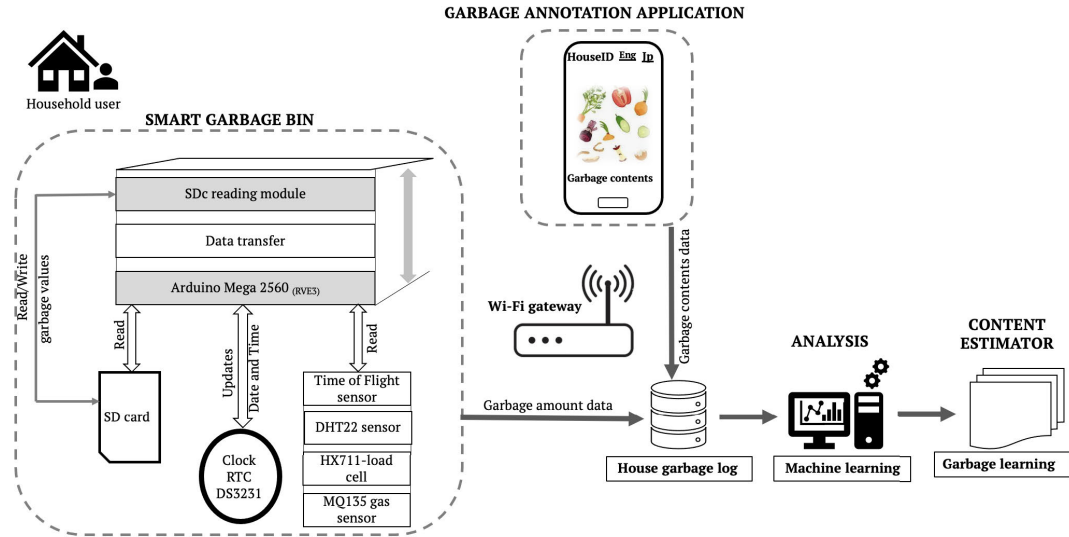 GARBAGE ANNOTATION APPLICATION
HouseID Eng Jp
Garbage contents
Household user
SMART GARBAGE BIN
SDc reading module
Data transfer
Arduino Mega 2560 (RVE3)
Read/Write
garbage values
Read
Updates
Date and Time
Read
SD card
Clock
RTC
DS3231
Time of Flight
sensor
DHT22 sensor
HX711-load
cell
MQ135 gas
sensor
Wi-Fi gateway
Garbage contents data
Garbage amount data
House garbage log
ANALYSIS
Machine learning
CONTENT
ESTIMATOR
Garbage learning